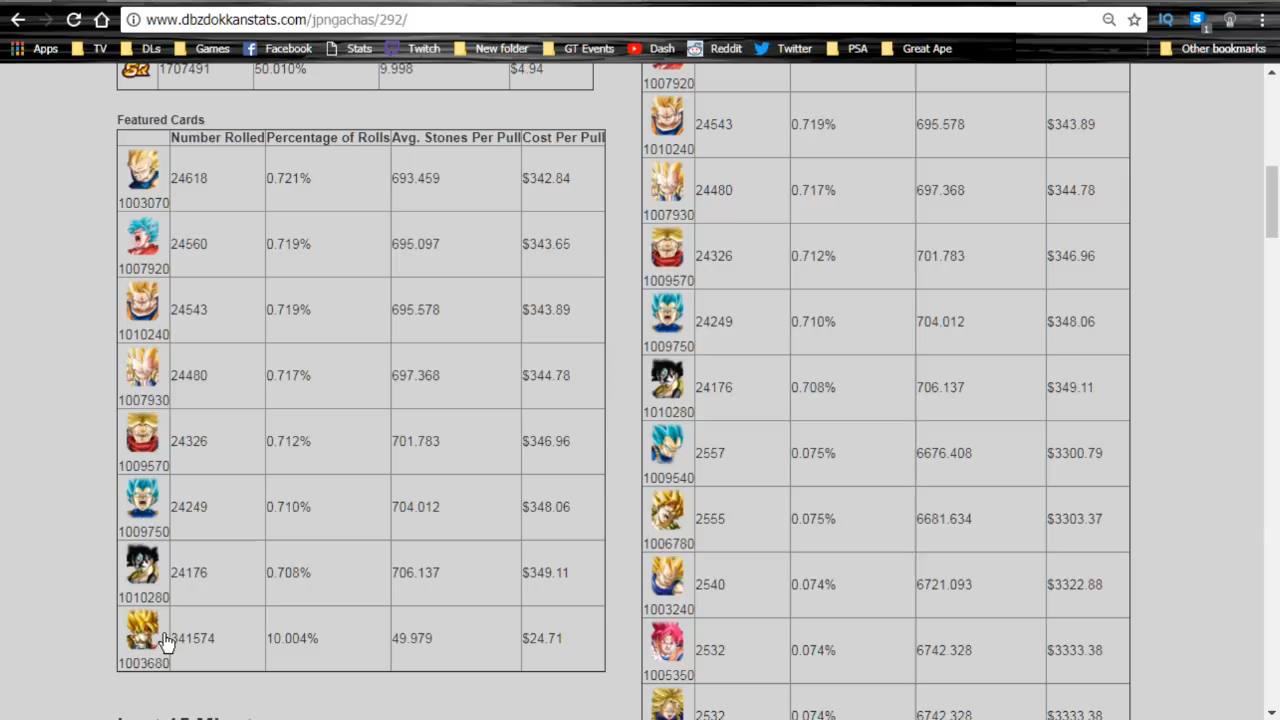 www.dbzdokkanstats.com/jpngachas/292/
Apps TV DLs Games Facebook Stats Twitch New folder GT Events Dash Reddit Twitter PSA Great Ape Other bookmarks
SR 1707491 50.010% 9.998 $4.94
Featured Cards
Number Rolled Percentage of Rolls Avg. Stones Per Pull Cost Per Pull
24618 0.721% 693.459 $342.84
1003070
24560 0.719% 695.097 $343.65
1007920
24543 0.719% 695.578 $343.89
1010240
24480 0.717% 697.368 $344.78
1007930
24326 0.712% 701.783 $346.96
1009570
24249 0.710% 704.012 $348.06
1009750
24176 0.708% 706.137 $349.11
1010280
341574 10.004% 49.979 $24.71
1003680
1007920
24543 0.719% 695.578 $343.89
1010240
24480 0.717% 697.368 $344.78
1007930
24326 0.712% 701.783 $346.96
1009570
24249 0.710% 704.012 $348.06
1009750
24176 0.708% 706.137 $349.11
1010280
2557 0.075% 6676.408 $3300.79
1009540
2555 0.075% 6681.634 $3303.37
1006780
2540 0.074% 6721.093 $3322.88
1003240
2532 0.074% 6742.328 $3333.38
1005350
2532 0.074% 6742.328 $3333.38